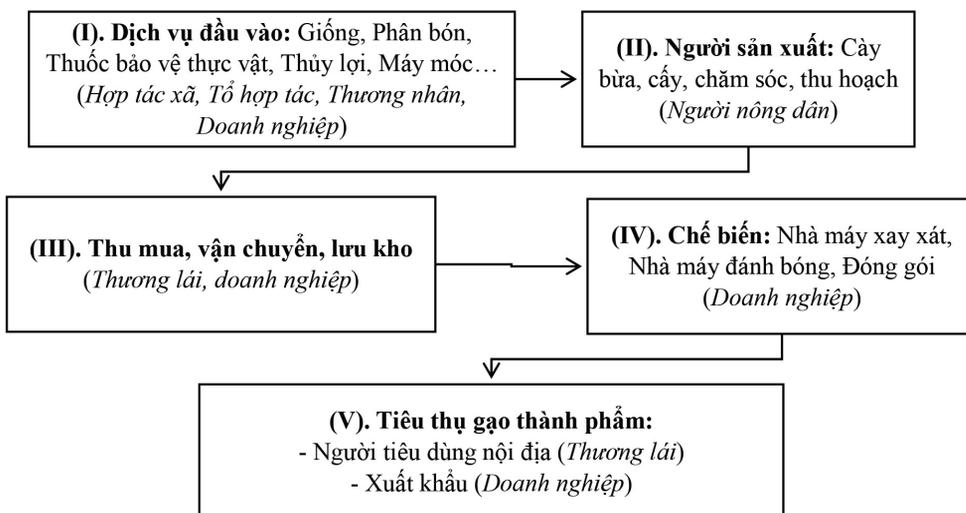 (I). Dịch vụ đầu vào: Giống, Phân bón,
Thuốc bảo vệ thực vật, Thủy lợi, Máy móc…
(Hợp tác xã, Tổ hợp tác, Thương nhân,
Doanh nghiệp)
(II). Người sản xuất: Cày
bừa, cấy, chăm sóc, thu hoạch
(Người nông dân)
(III). Thu mua, vận chuyển, lưu kho
(Thương lái, doanh nghiệp)
(IV). Chế biến: Nhà máy xay xát,
Nhà máy đánh bóng, Đóng gói
(Doanh nghiệp)
(V). Tiêu thụ gạo thành phẩm:
- Người tiêu dùng nội địa (Thương lái)
- Xuất khẩu (Doanh nghiệp)